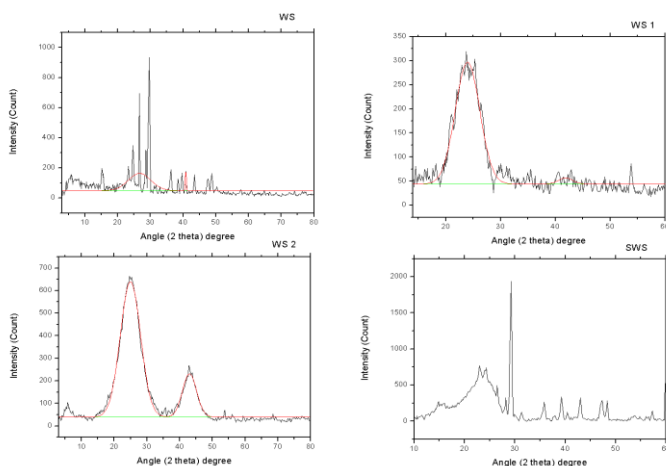 WS
1000
800
600
400
200
0
Intensity (Count)
10 20 30 40 50 60 70 80
Angle (2 theta) degree
WS 1
350
300
250
200
150
100
50
0
Intensity (Count)
20 30 40 50 60
Angle (2 theta) degree
WS 2
700
600
500
400
300
200
100
0
Intensity (Count)
10 20 30 40 50 60 70 80
Angle (2 theta) degree
SWS
2000
1500
1000
500
0
Intensity (Count)
10 20 30 40 50 60
Angle (2 theta) degree